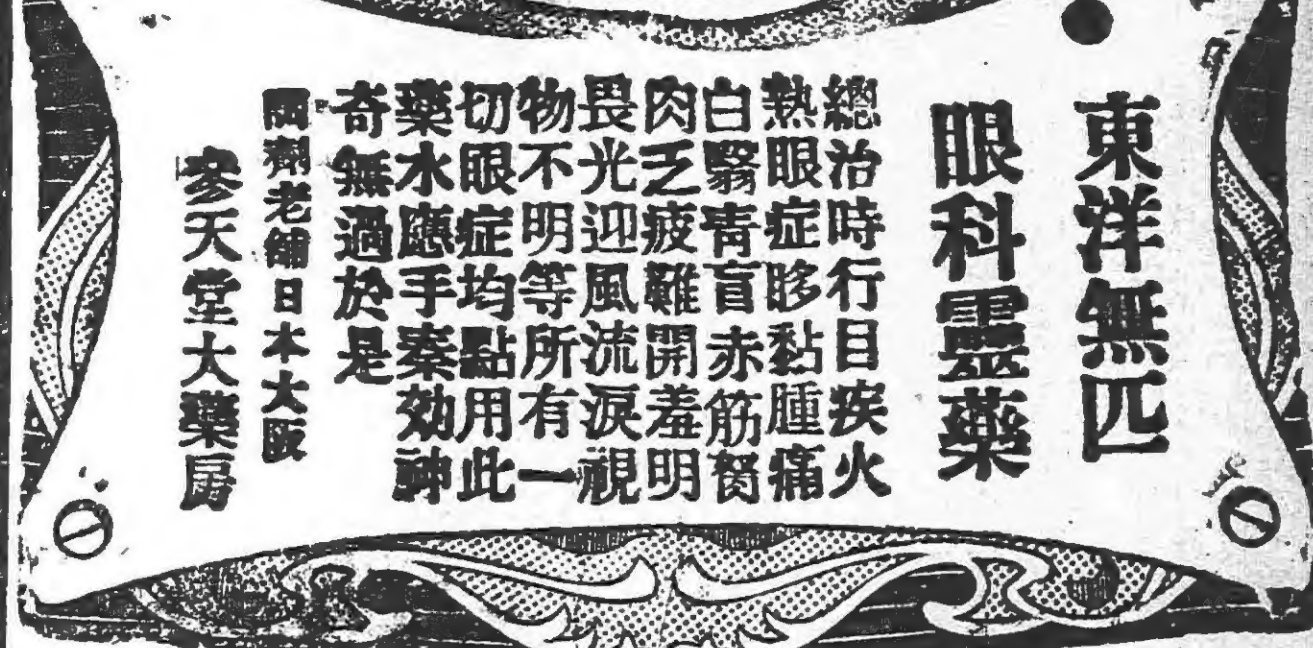 東洋無匹
眼科靈藥
總治時行目疾火
熱眼症眵黏腫痛
白翳青盲赤筋胬
肉乏疲難開羞明
畏光迎風流淚視
物不明等所有一
切眼症均點用此
藥水應手奏効神
奇無過於是
劑老舖日本大阪
參天堂大藥房